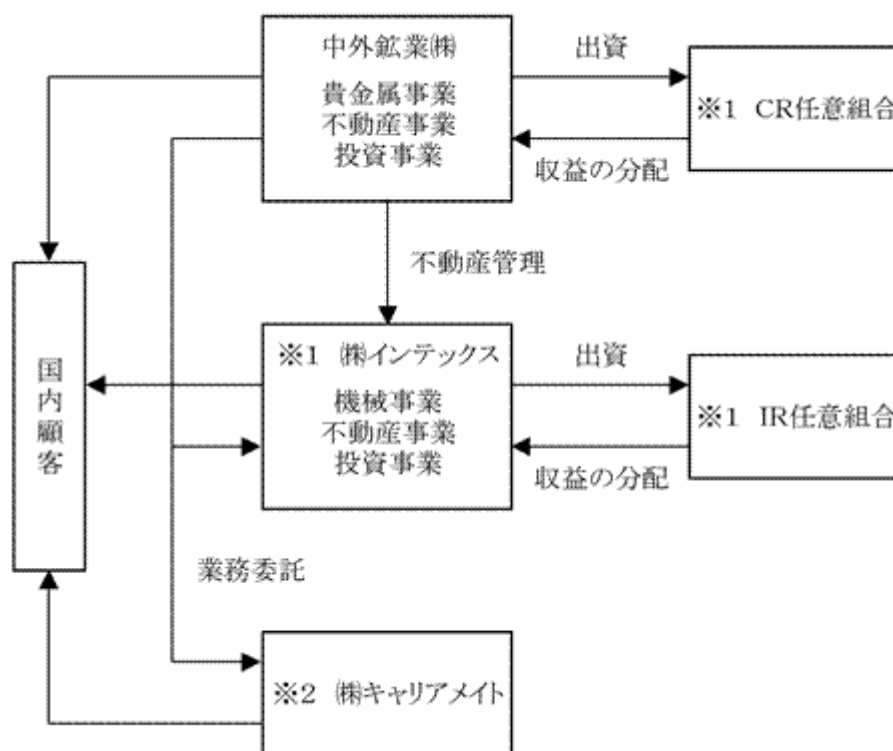 中外鉱業㈱
貴金属事業
不動産事業
投資事業
出資
※1 CR任意組合
収益の分配
不動産管理
国内顧客
※1 ㈱インテックス
機械事業
不動産事業
投資事業
出資
※1 IR任意組合
収益の分配
業務委託
※2 ㈱キャリアメイト